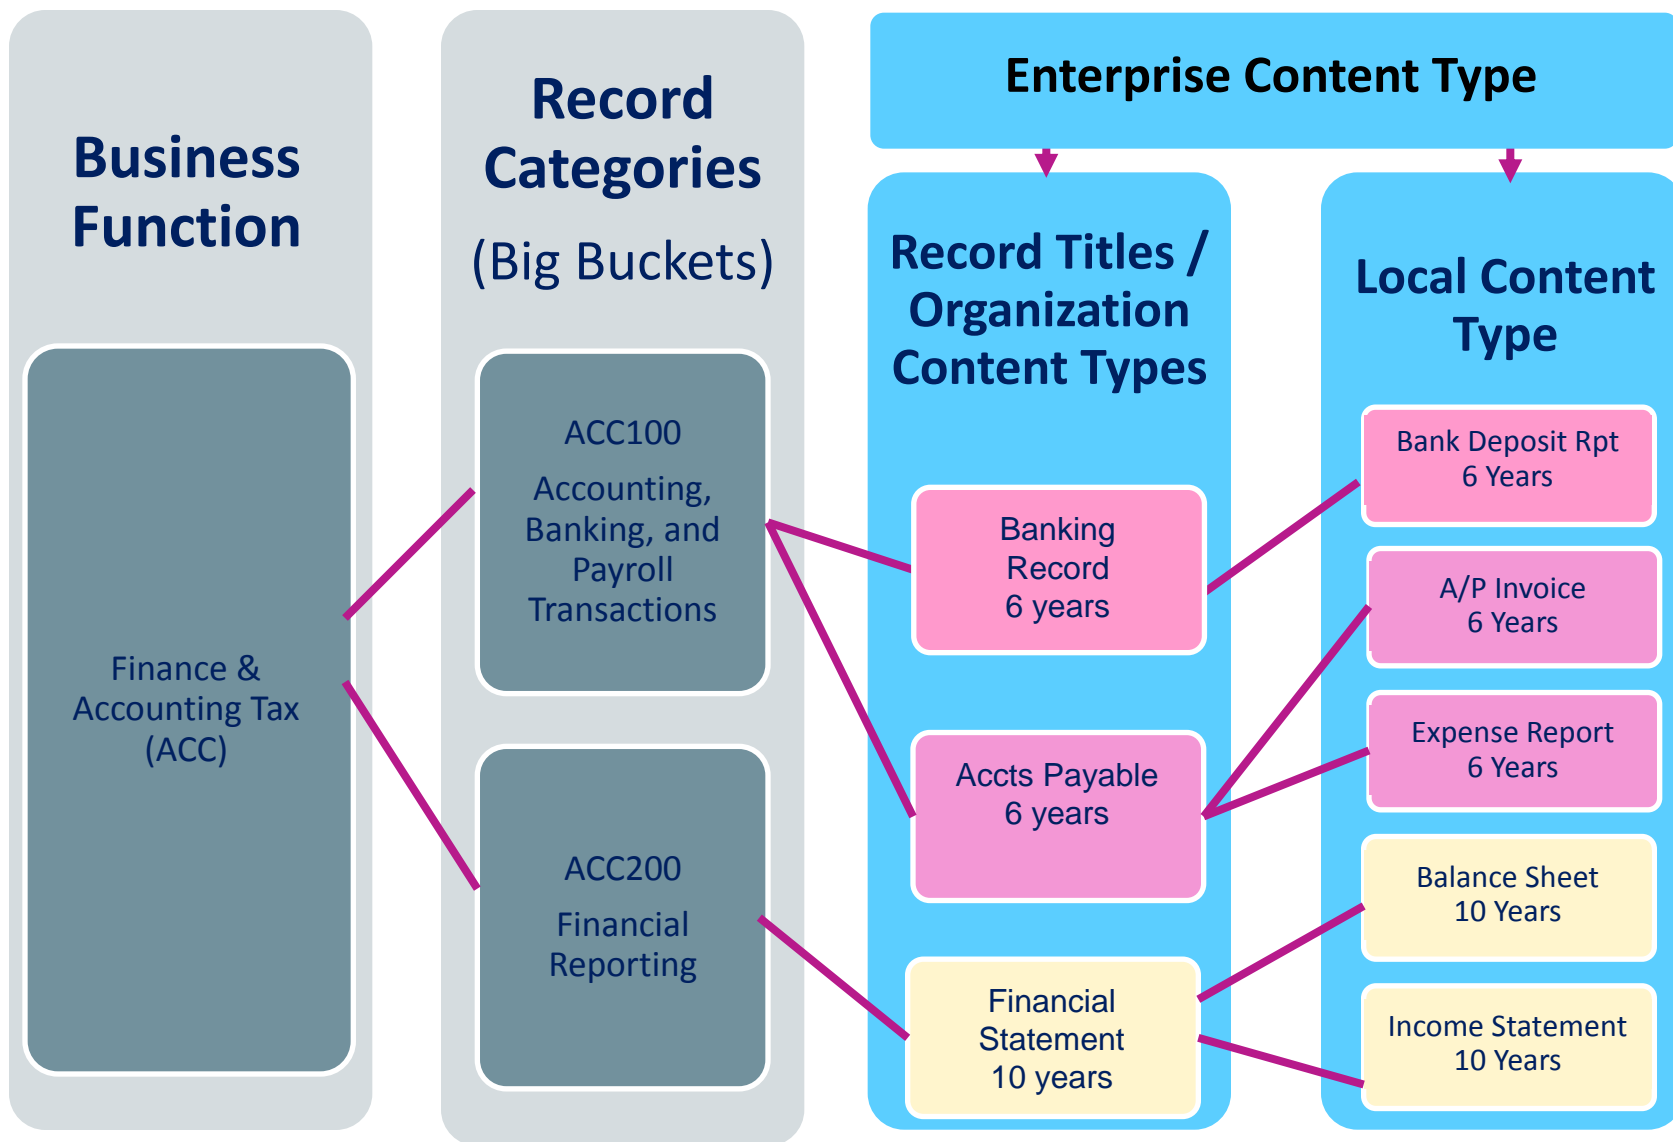 Business
Function
Finance &
Accounting Tax
(ACC)
Record
Categories
(Big Buckets)
ACC100
Accounting,
Banking, and
Payroll
Transactions
ACC200
Financial
Reporting
Enterprise Content Type
Record Titles /
Organization
Content Types
Banking
Record
6 years
Accts Payable
6 years
Financial
Statement
10 years
Local Content
Type
Bank Deposit Rpt
6 Years
A/P Invoice
6 Years
Expense Report
6 Years
Balance Sheet
10 Years
Income Statement
10 Years